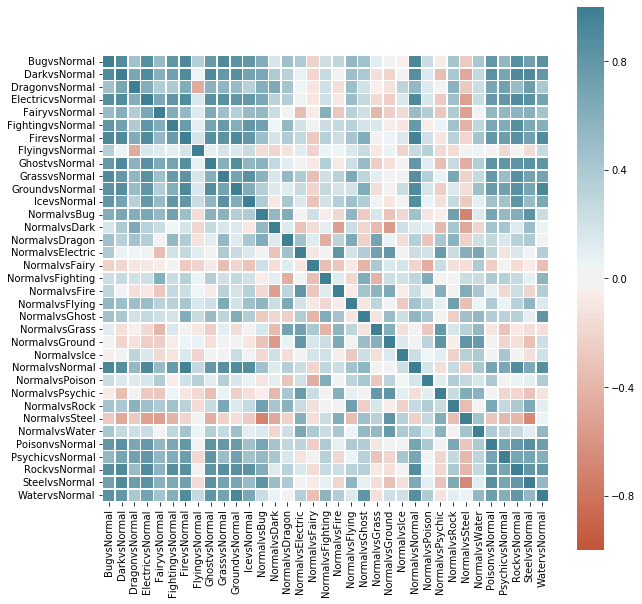 BugvsNormal
DarkvsNormal
DragonvsNormal
ElectricvsNormal
FairyvsNormal
FightingvsNormal
FirevsNormal
FlyingvsNormal
GhostvsNormal
GrassvsNormal
GroundvsNormal
IcevsNormal
NormalvsBug
NormalvsDark
NormalvsDragon
NormalvsElectric
NormalvsFairy
NormalvsFighting
NormalvsFire
NormalvsFlying
NormalvsGhost
NormalvsGrass
NormalvsGround
NormalvsIce
NormalvsNormal
NormalvsPoison
NormalvsPsychic
NormalvsRock
NormalvsSteel
NormalvsWater
PoisonvsNormal
PsychicvsNormal
RockvsNormal
SteelvsNormal
WatervsNormal
BugvsNormal
DarkvsNormal
DragonvsNormal
ElectricvsNormal
FairyvsNormal
FightingvsNormal
FirevsNormal
FlyingvsNormal
GhostvsNormal
GrassvsNormal
GroundvsNormal
IcevsNormal
NormalvsBug
NormalvsDark
NormalvsDragon
NormalvsElectric
NormalvsFairy
NormalvsFighting
NormalvsFire
NormalvsFlying
NormalvsGhost
NormalvsGrass
NormalvsGround
NormalvsIce
NormalvsNormal
NormalvsPoison
NormalvsPsychic
NormalvsRock
NormalvsSteel
NormalvsWater
PoisonvsNormal
PsychicvsNormal
RockvsNormal
SteelvsNormal
WatervsNormal
0.8
0.4
0.0
−0.4
−0.8